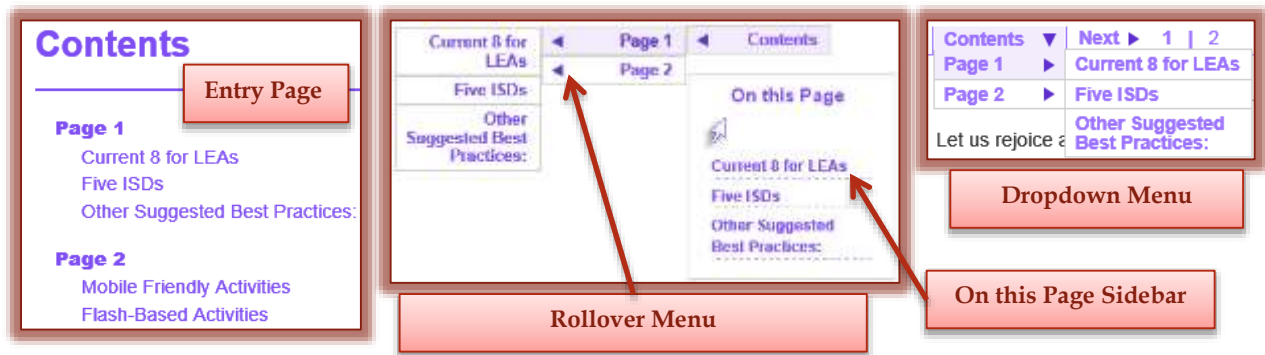 Contents
Entry Page
Page 1
Current 8 for LEAs
Five ISDs
Other Suggested Best Practices:
Page 2
Mobile Friendly Activities
Flash-Based Activities
Current 8 for
LEAs
Five ISDs
Other
Suggested Best
Practices:
◀ Page 1
◀ Page 2
◀ Contents
On this Page
Current 8 for LEAs
Five ISDs
Other Suggested
Best Practices:
Rollover Menu
Contents ▼ Next ▶ 1 | 2
Page 1 ▶
Page 2 ▶
Current 8 for LEAs
Five ISDs
Other Suggested
Best Practices:
Let us rejoice a
Dropdown Menu
On this Page Sidebar